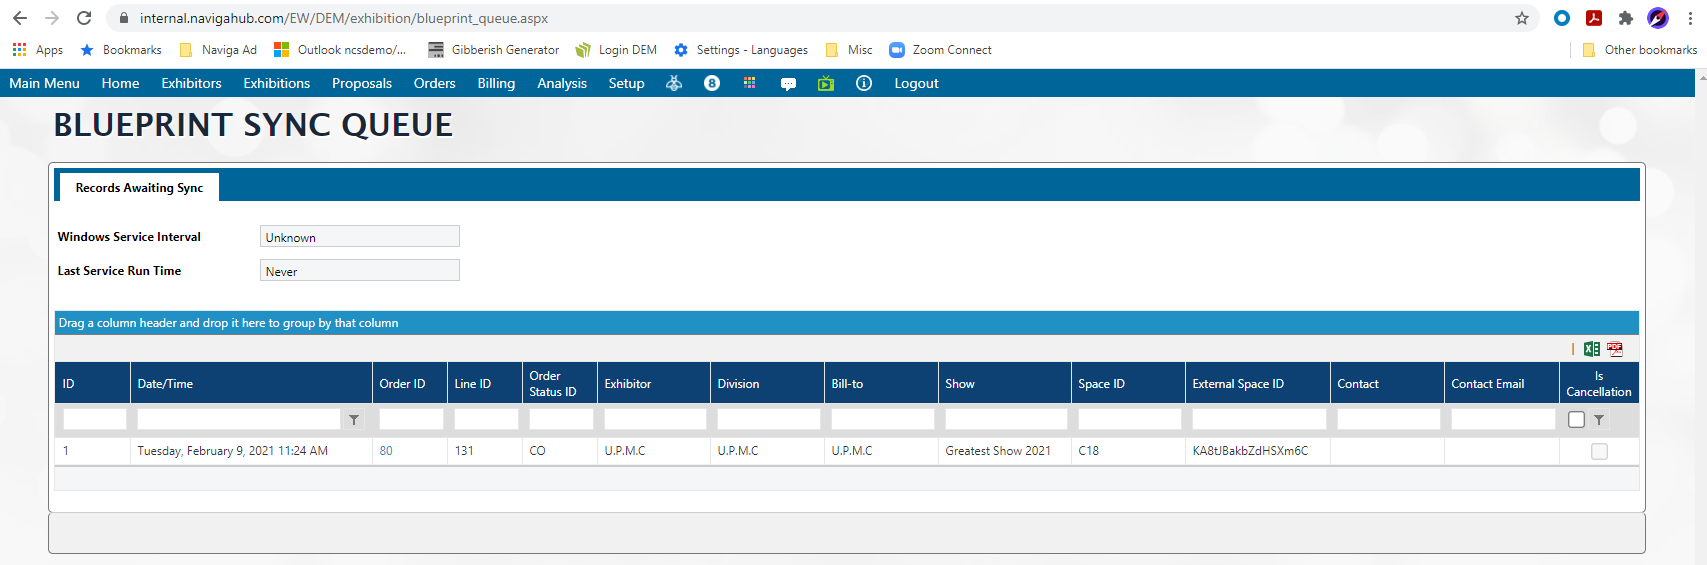 internal.navigahub.com/EW/DEM/exhibition/blueprint_queue.aspx
Apps Bookmarks Naviga Ad Outlook ncsdemo/... Gibberish Generator Login DEM Settings - Languages Misc Zoom Connect Other bookmarks
Main Menu Home Exhibitors Exhibitions Proposals Orders Billing Analysis Setup 8 Logout
BLUEPRINT SYNC QUEUE
Records Awaiting Sync
Windows Service Interval Unknown
Last Service Run Time Never
Drag a column header and drop it here to group by that column
PDF
ID Date/Time Order ID Line ID Order Status ID Exhibitor Division Bill-to Show Space ID External Space ID Contact Contact Email Is Cancellation
1 Tuesday, February 9, 2021 11:24 AM 80 131 CO U.P.M.C U.P.M.C U.P.M.C Greatest Show 2021 C18 KA8tJBakbZdHSXm6C